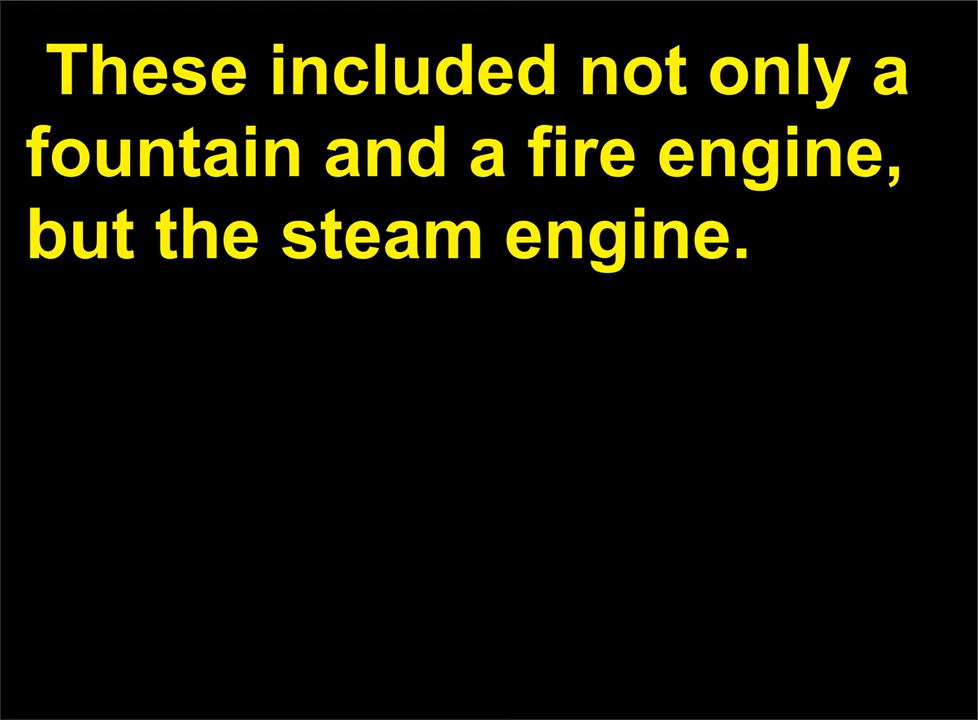 These included not only a
fountain and a fire engine,
but the steam engine.